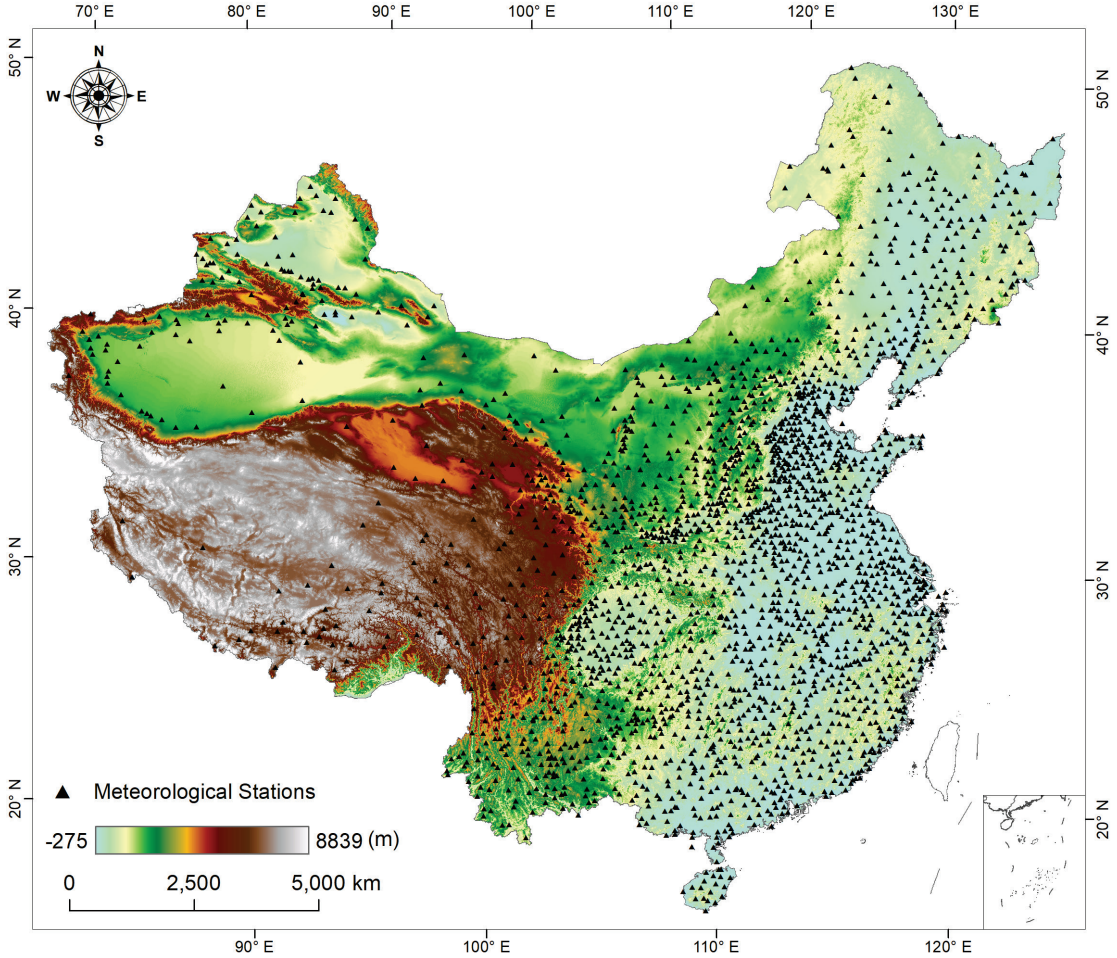 70° E 80° E 90° E 100° E 110° E 120° E 130° E
50° N
50° N
N
W E
S
40° N
40° N
30° N
30° N
20° N
20° N
Meteorological Stations
-275 8839 (m)
0 2,500 5,000 km
90° E 100° E 110° E 120° E